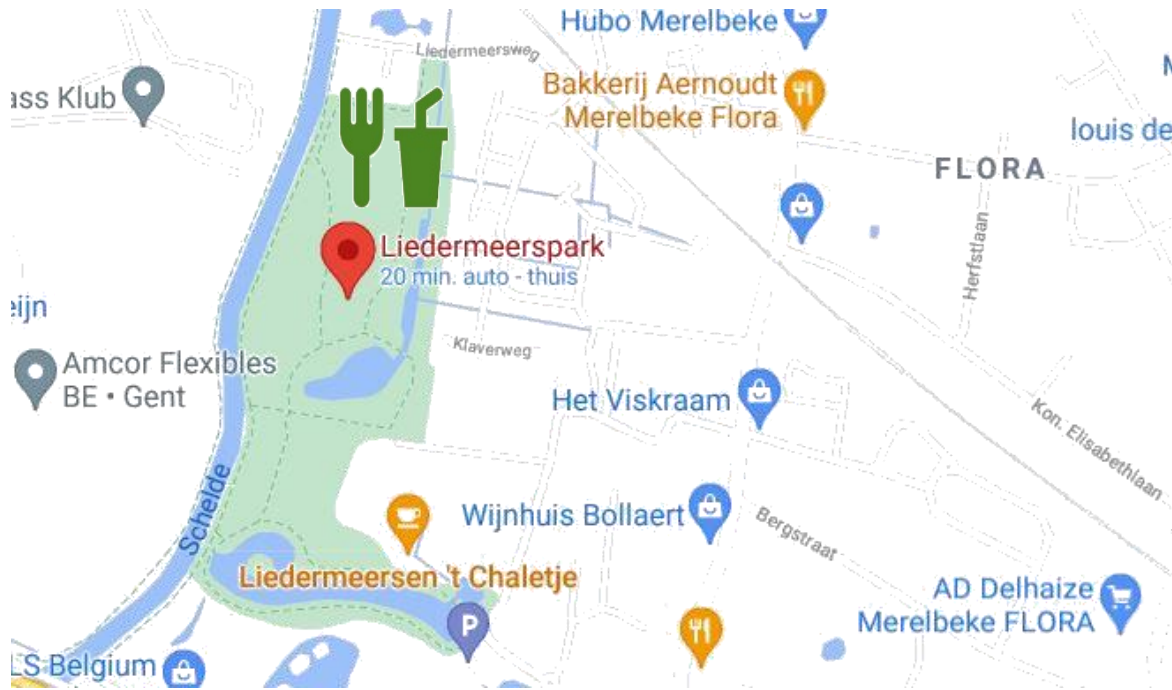 Hubo Merelbeke
Liedermeersweg
Bakkerij Aernoudt
Merelbeke Flora
ass Klub
louis de
FLORA
Herfstlaan
Liedermeerspark
20 min. auto - thuis
eijn
Klaverweg
Amcor Flexibles
BE • Gent
Het Viskraam
Kon. Elisabethlaan
Schelde
Wijnhuis Bollaert
Bergstraat
Liedermeersen 't Chaletje
AD Delhaize
Merelbeke FLORA
P
LS Belgium